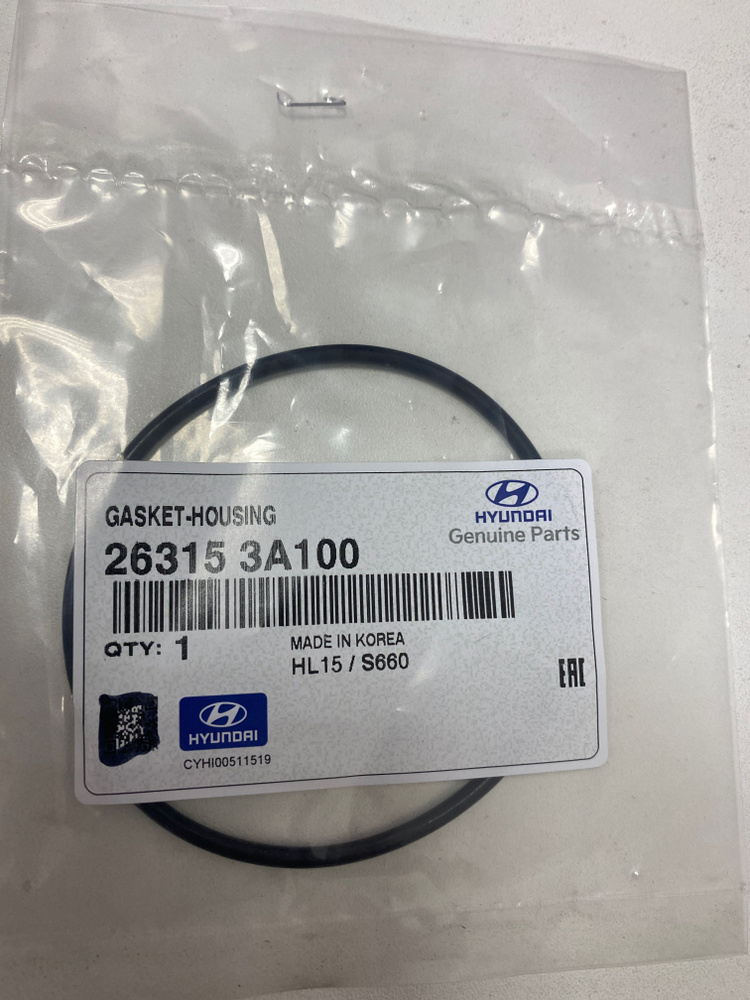 GASKET-HOUSING
HYUNDAI
Genuine Parts
26315 3A100
QTY: 1
MADE IN KOREA
HL15 / S660
EAC
HYUNDAI
CYHI00511519